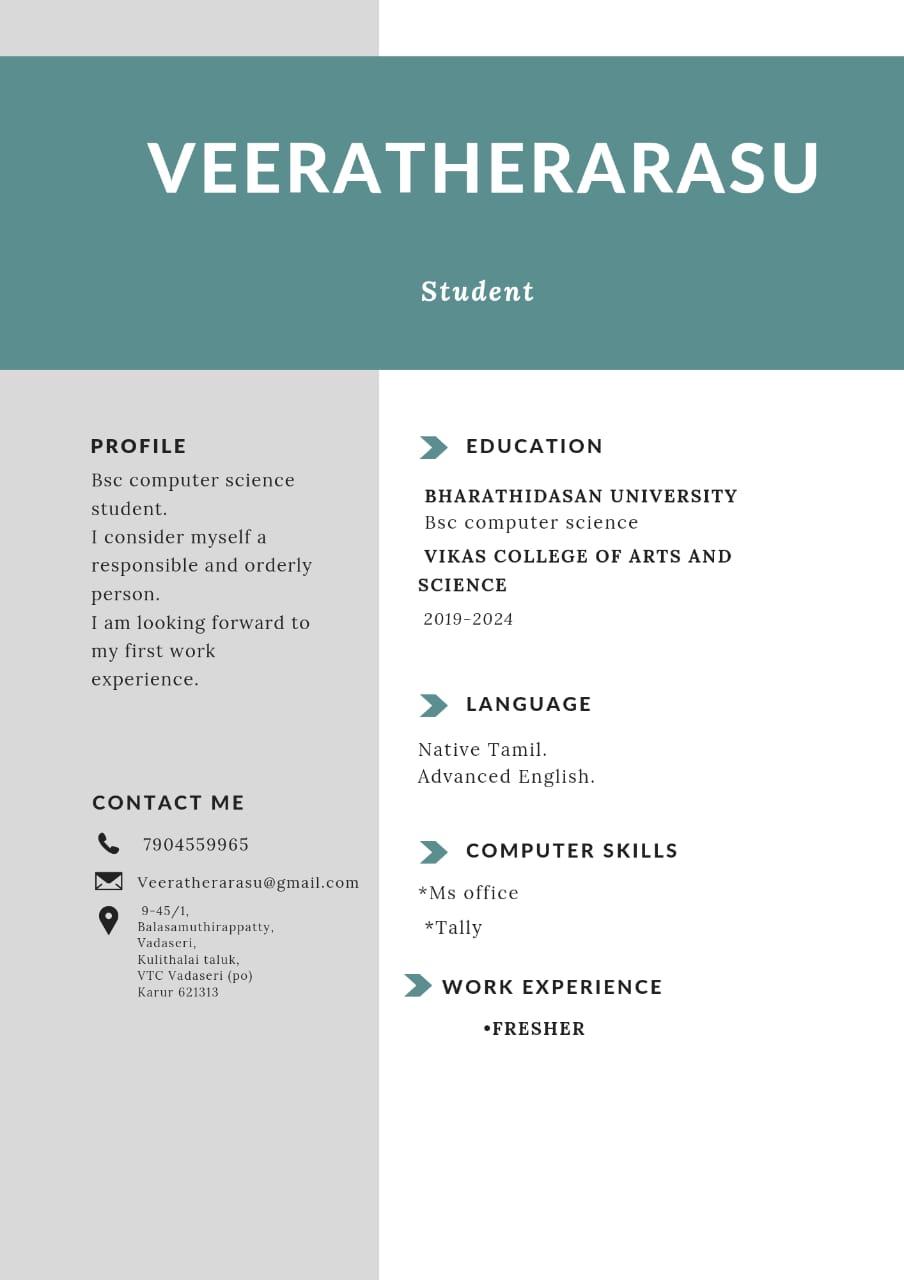 VEERATHERARASU
Student
PROFILE
Bsc computer science
student.
I consider myself a
responsible and orderly
person.
I am looking forward to
my first work
experience.
CONTACT ME
7904559965
Veeratherarasu@gmail.com
9-45/1,
Balasamuthirappatty,
Vadaseri,
Kulithalai taluk,
VTC Vadaseri (po)
Karur 621313
EDUCATION
BHARATHIDASAN UNIVERSITY
Bsc computer science
VIKAS COLLEGE OF ARTS AND
SCIENCE
2019-2024
LANGUAGE
Native Tamil.
Advanced English.
COMPUTER SKILLS
*Ms office
*Tally
WORK EXPERIENCE
•FRESHER